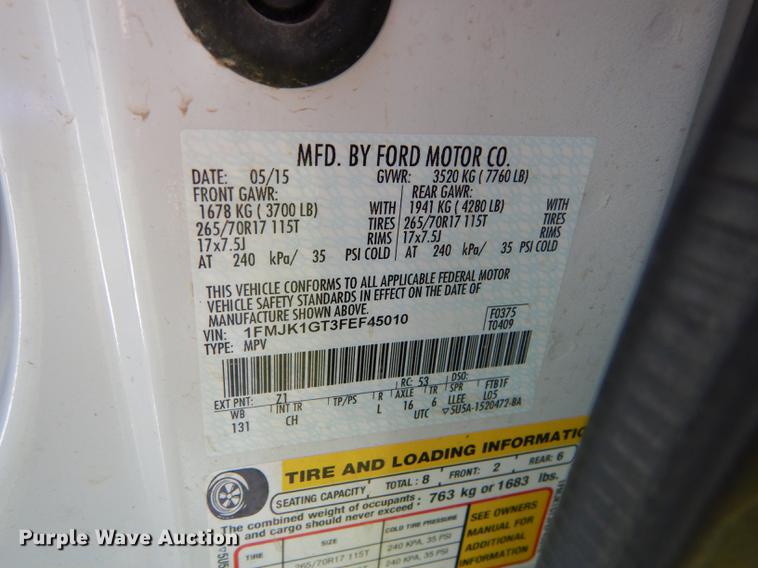 MFD. BY FORD MOTOR CO.
DATE: 05/15 GVWR: 3520 KG ( 7760 LB)
FRONT GAWR: REAR GAWR:
1678 KG ( 3700 LB) WITH 1941 KG ( 4280 LB) WITH
265/70R17 115T TIRES 265/70R17 115T TIRES
17x7.5J RIMS 17x7.5J RIMS
AT 240 kPa/ 35 PSI COLD AT 240 kPa/ 35 PSI COLD
THIS VEHICLE CONFORMS TO ALL APPLICABLE FEDERAL MOTOR
VEHICLE SAFETY STANDARDS IN EFFECT ON THE DATE OF
MANUFACTURE SHOWN ABOVE.
VIN: 1FMJK1GT3FEF45010 F0375
TYPE: MPV T0409
EXT PNT: Z1 RC: 53 DSO:
WB INT TR TP/PS R AXLE TR SPR FTB1F
131 CH L 16 6 LLEE L05
UTC ▽5U5A-1520472-BA
TIRE AND LOADING INFORMATIO
SEATING CAPACITY TOTAL : 8 FRONT: 2 REAR: 6
The combined weight of occupants
and cargo should never exceed • 763 kg or 1683 lbs.
TIRE SIZE COLD TIRE PRESSURE
265/70R17 115T 240 KPA, 35 PSI
240 KPA, 35 PSI
SEE OWNERS
MANUAL FOR
ADDITIONAL
INFORMATION
Purple Wave Auction